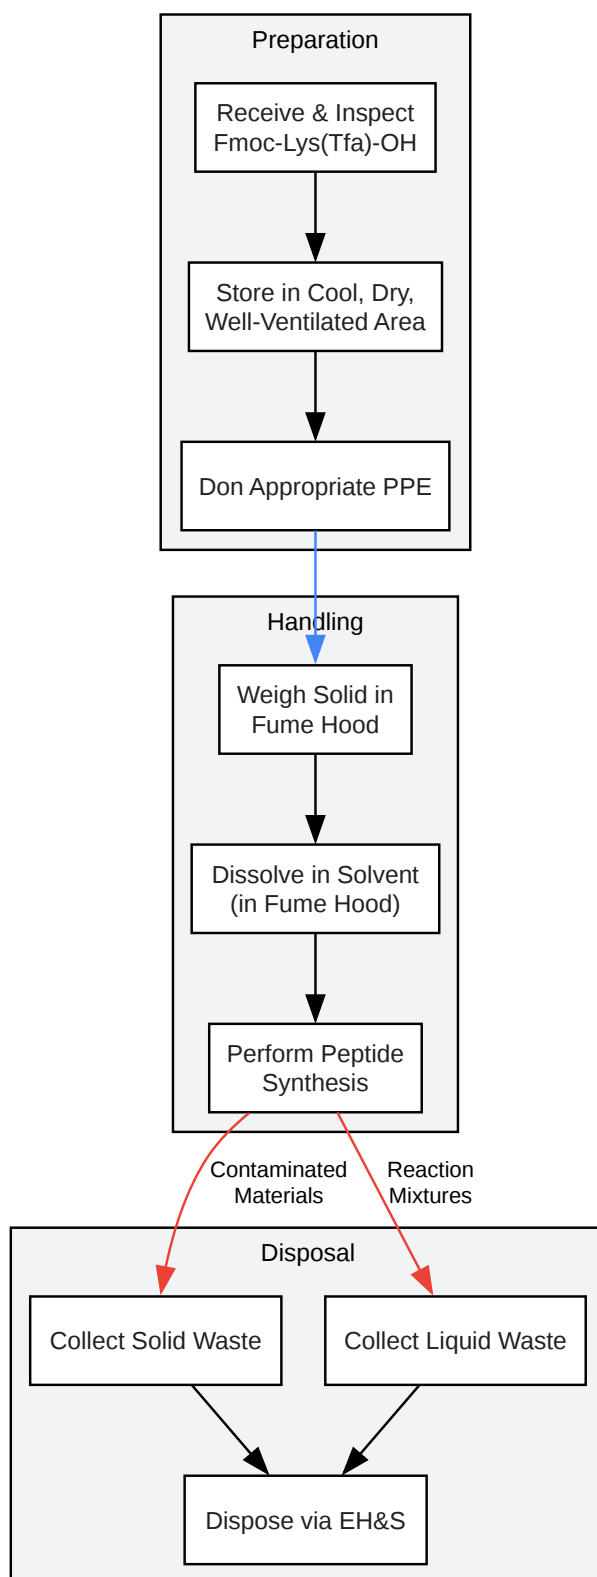 Preparation
Receive & Inspect
Fmoc-Lys(Tfa)-OH
Store in Cool, Dry,
Well-Ventilated Area
Don Appropriate PPE
Handling
Weigh Solid in
Fume Hood
Dissolve in Solvent
(in Fume Hood)
Perform Peptide
Synthesis
Contaminated
Materials
Reaction
Mixtures
Disposal
Collect Solid Waste
Collect Liquid Waste
Dispose via EH&S